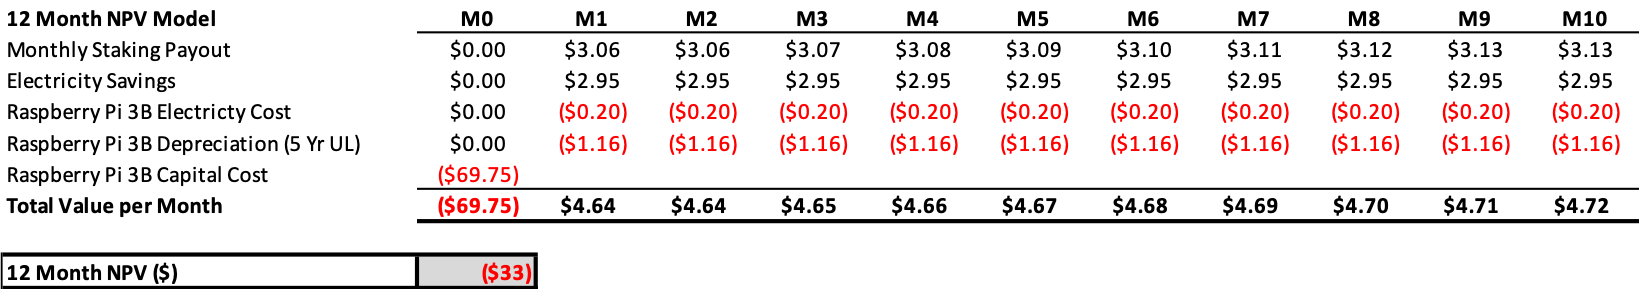 12 Month NPV Model M0 M1 M2 M3 M4 M5 M6 M7 M8 M9 M10
Monthly Staking Payout $0.00 $3.06 $3.06 $3.07 $3.08 $3.09 $3.10 $3.11 $3.12 $3.13 $3.13
Electricity Savings $0.00 $2.95 $2.95 $2.95 $2.95 $2.95 $2.95 $2.95 $2.95 $2.95 $2.95
Raspberry Pi 3B Electricty Cost $0.00 ($0.20) ($0.20) ($0.20) ($0.20) ($0.20) ($0.20) ($0.20) ($0.20) ($0.20) ($0.20)
Raspberry Pi 3B Depreciation (5 Yr UL) $0.00 ($1.16) ($1.16) ($1.16) ($1.16) ($1.16) ($1.16) ($1.16) ($1.16) ($1.16) ($1.16)
Raspberry Pi 3B Capital Cost ($69.75)
Total Value per Month ($69.75) $4.64 $4.64 $4.65 $4.66 $4.67 $4.68 $4.69 $4.70 $4.71 $4.72
12 Month NPV ($) ($33)